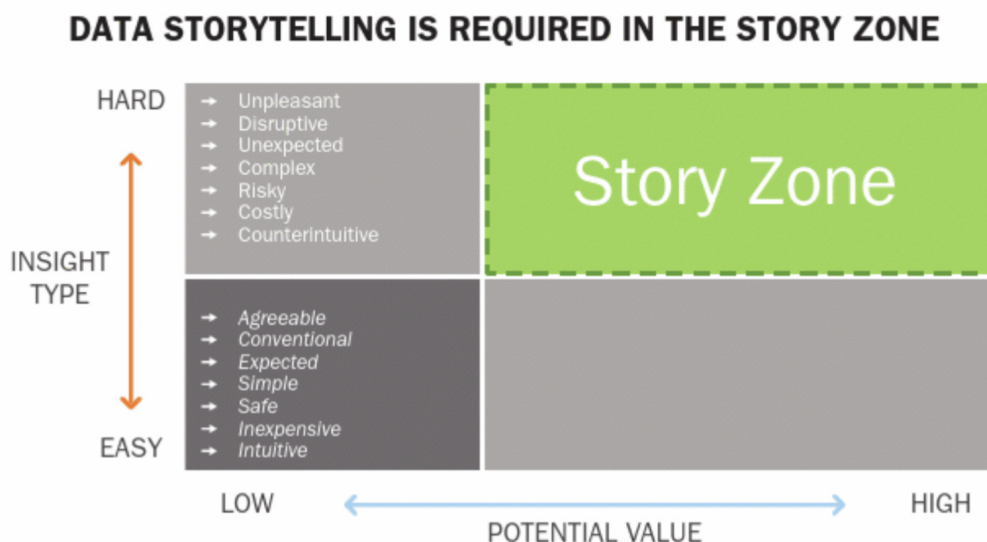 DATA STORYTELLING IS REQUIRED IN THE STORY ZONE
HARD
→ Unpleasant
→ Disruptive
→ Unexpected
→ Complex
→ Risky
→ Costly
→ Counterintuitive
Story Zone
INSIGHT
TYPE
→ Agreeable
→ Conventional
→ Expected
→ Simple
→ Safe
→ Inexpensive
→ Intuitive
EASY
LOW
HIGH
POTENTIAL VALUE